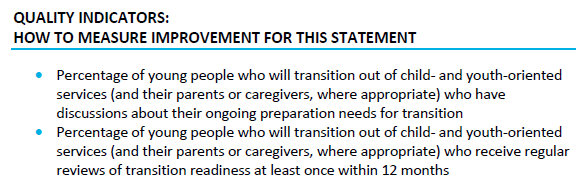 QUALITY INDICATORS:
HOW TO MEASURE IMPROVEMENT FOR THIS STATEMENT
• Percentage of young people who will transition out of child- and youth-oriented
services (and their parents or caregivers, where appropriate) who have
discussions about their ongoing preparation needs for transition
• Percentage of young people who will transition out of child- and youth-oriented
services (and their parents or caregivers, where appropriate) who receive regular
reviews of transition readiness at least once within 12 months